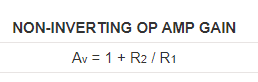 NON-INVERTING OP AMP GAIN
Av = 1 + R2 / R1